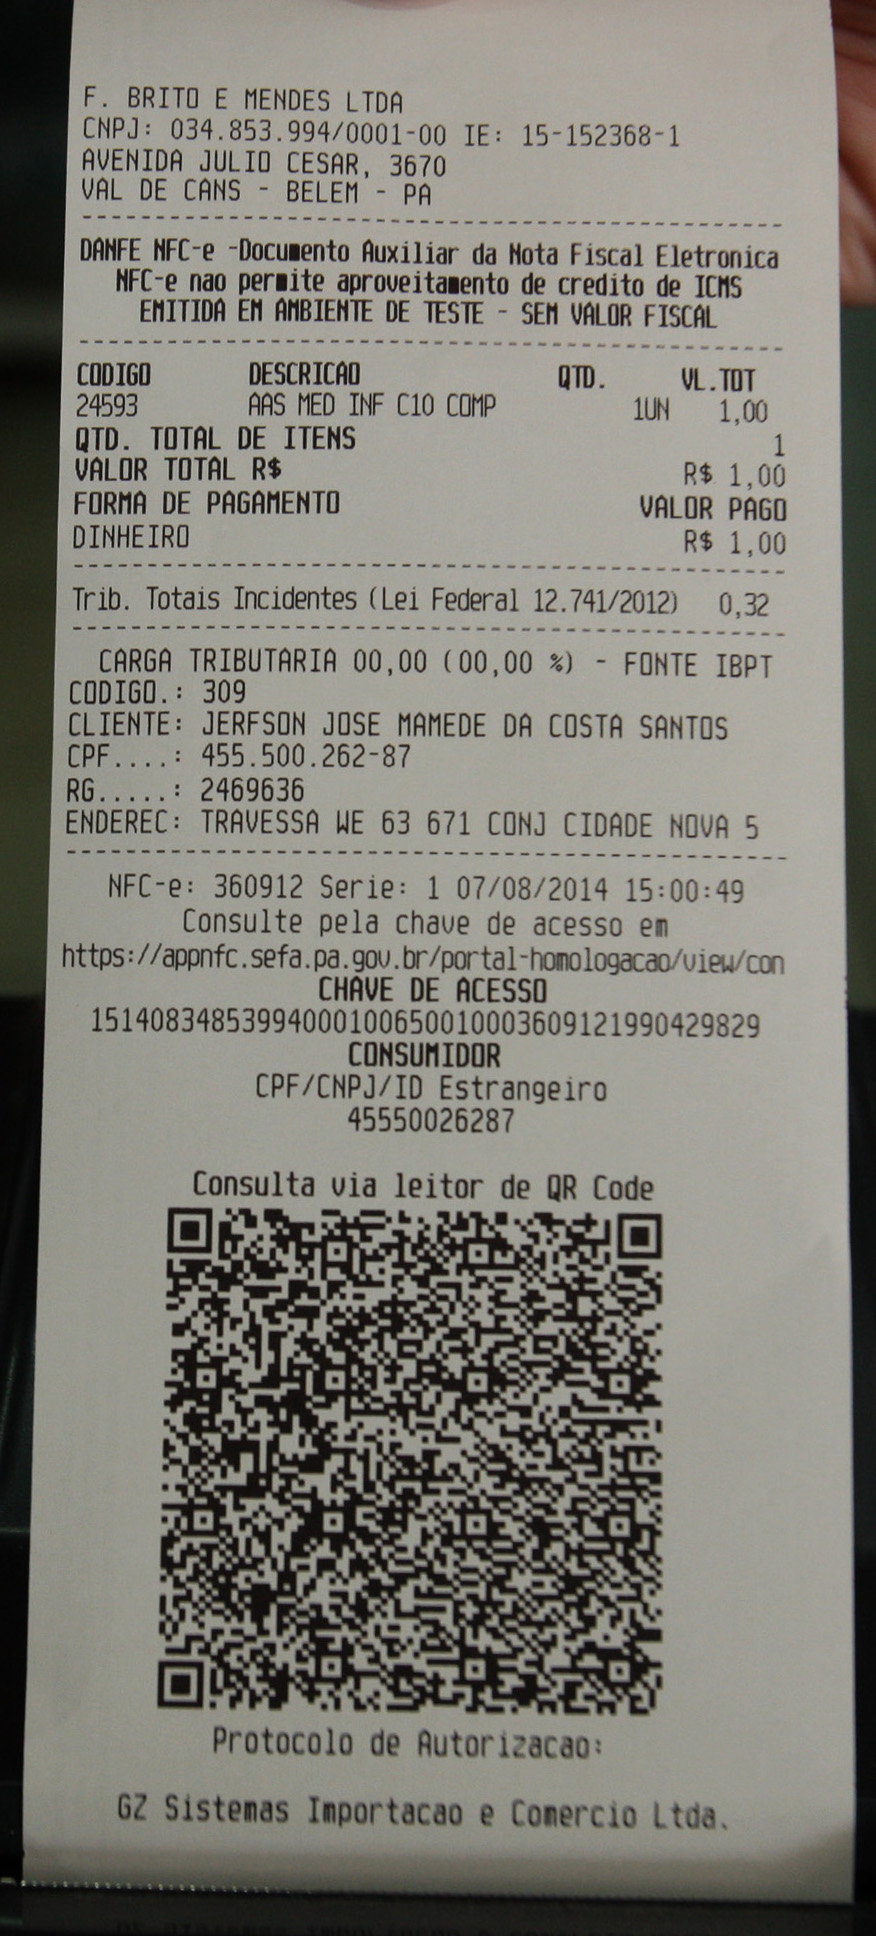 F. BRITO E MENDES LTDA
CNPJ: 034.853.994/0001-00 IE: 15-152368-1
AVENIDA JULIO CESAR, 3670
VAL DE CANS - BELEM - PA
DANFE NFC-e -Documento Auxiliar da Nota Fiscal Eletronica
NFC-e nao permite aproveitamento de credito de ICMS
EMITIDA EM AMBIENTE DE TESTE - SEM VALOR FISCAL
CODIGO DESCRICAO QTD. VL.TOT
24593 AAS MED INF C10 COMP 1UN 1,00
QTD. TOTAL DE ITENS 1
VALOR TOTAL R$ R$ 1,00
FORMA DE PAGAMENTO VALOR PAGO
DINHEIRO R$ 1,00
Trib. Totais Incidentes (Lei Federal 12.741/2012) 0,32
CARGA TRIBUTARIA 00,00 (00,00 %) - FONTE IBPT
CODIGO.: 309
CLIENTE: JERFSON JOSE MAMEDE DA COSTA SANTOS
CPF....: 455.500.262-87
RG.....: 2469636
ENDEREC: TRAVESSA WE 63 671 CONJ CIDADE NOVA 5
NFC-e: 360912 Serie: 1 07/08/2014 15:00:49
Consulte pela chave de acesso em
https://appnfc.sefa.pa.gov.br/portal-homologacao/view/con
CHAVE DE ACESSO
15140834853994000100650010003609121990429829
CONSUMIDOR
CPF/CNPJ/ID Estrangeiro
45550026287
Consulta via leitor de QR Code
Protocolo de Autorizacao:
GZ Sistemas Importacao e Comercio Ltda.